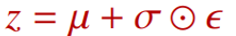 z = μ + σ ⊙ ϵ